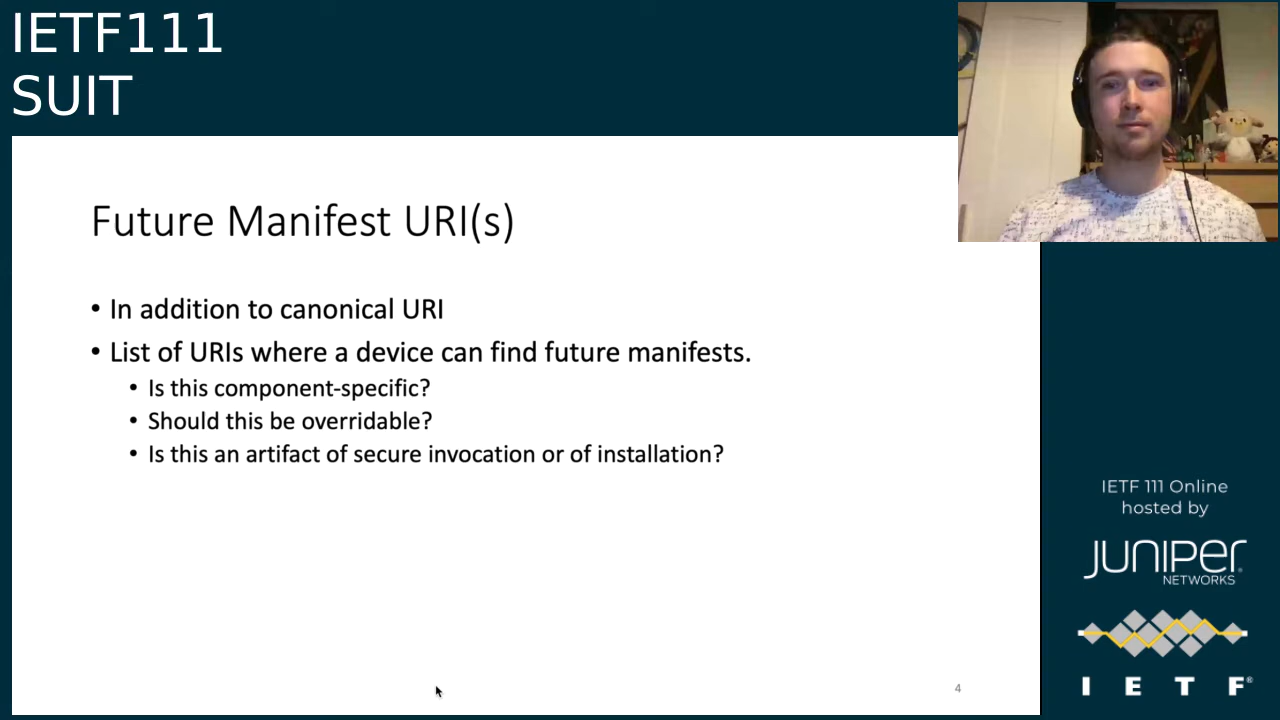 IETF111
SUIT
Future Manifest URI(s)
• In addition to canonical URI
• List of URIs where a device can find future manifests.
• Is this component-specific?
• Should this be overridable?
• Is this an artifact of secure invocation or of installation?
4
IETF 111 Online
hosted by
JUNIPER
NETWORKS
I E T F®